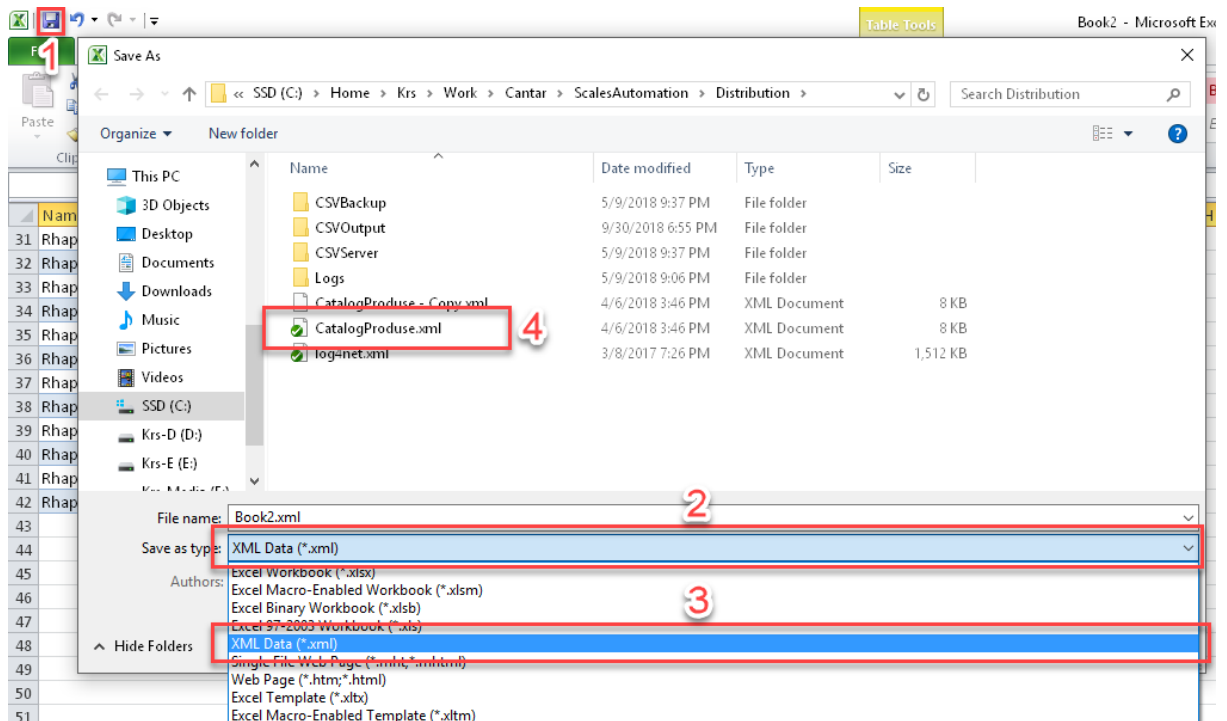 Table Tools
Book2 - Microsoft Exc
1
Save As
« SSD (C:) > Home > Krs > Work > Cantar > ScalesAutomation > Distribution >
Search Distribution
Paste
Organize
New folder
Clip
Name
Date modified
Type
Size
This PC
3D Objects
Desktop
Documents
Downloads
Music
Pictures
Videos
SSD (C:)
Krs-D (D:)
Krs-E (E:)
CSVBackup 5/9/2018 9:37 PM File folder
CSVOutput 9/30/2018 6:55 PM File folder
CSVServer 5/9/2018 9:37 PM File folder
Logs 5/9/2018 9:06 PM File folder
CatalogProduse - Copy.xml 4/6/2018 3:46 PM XML Document 8 KB
CatalogProduse.xml 4/6/2018 3:46 PM XML Document 8 KB
4
log4net.xml 3/8/2017 7:26 PM XML Document 1,512 KB
Nam
31 Rhap
32 Rhap
33 Rhap
34 Rhap
35 Rhap
36 Rhap
37 Rhap
38 Rhap
39 Rhap
40 Rhap
41 Rhap
42 Rhap
43
44
45
46
47
48
49
50
51
2
File name: Book2.xml
Save as type: XML Data (*.xml)
Authors:
Excel Workbook (*.xlsx)
Excel Macro-Enabled Workbook (*.xlsm)
Excel Binary Workbook (*.xlsb)
3
Excel 97-2003 Workbook (*.xls)
XML Data (*.xml)
Hide Folders
Single File Web Page (*.mht;*.mhtml)
Web Page (*.htm;*.html)
Excel Template (*.xltx)
Excel Macro-Enabled Template (*.xltm)